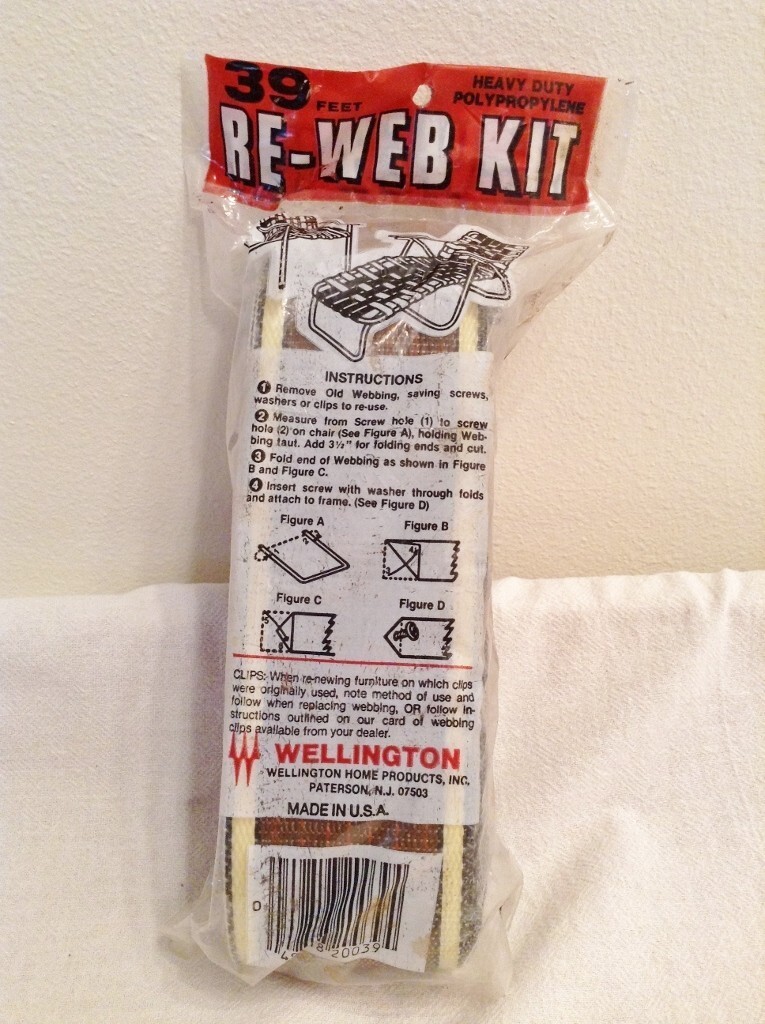 39 FEET
HEAVY DUTY
POLYPROPYLENE
RE-WEB KIT
INSTRUCTIONS
1 Remove Old Webbing, saving screws,
washers or clips to re-use.
2 Measure from Screw hole (1) to screw
hole (2) on chair (See Figure A), holding Web-
bing taut. Add 3½" for folding ends and cut.
3 Fold end of Webbing as shown in Figure
B and Figure C.
4 Insert screw with washer through folds
and attach to frame. (See Figure D)
Figure A
Figure B
Figure C
Figure D
CLIPS: When re-newing furniture on which clips
were originally used, note method of use and
follow when replacing webbing, OR follow in-
structions outlined on our card of webbing
clips available from your dealer.
WELLINGTON
WELLINGTON HOME PRODUCTS, INC.
PATERSON, N.J. 07503
MADE IN U.S.A.
0
20039